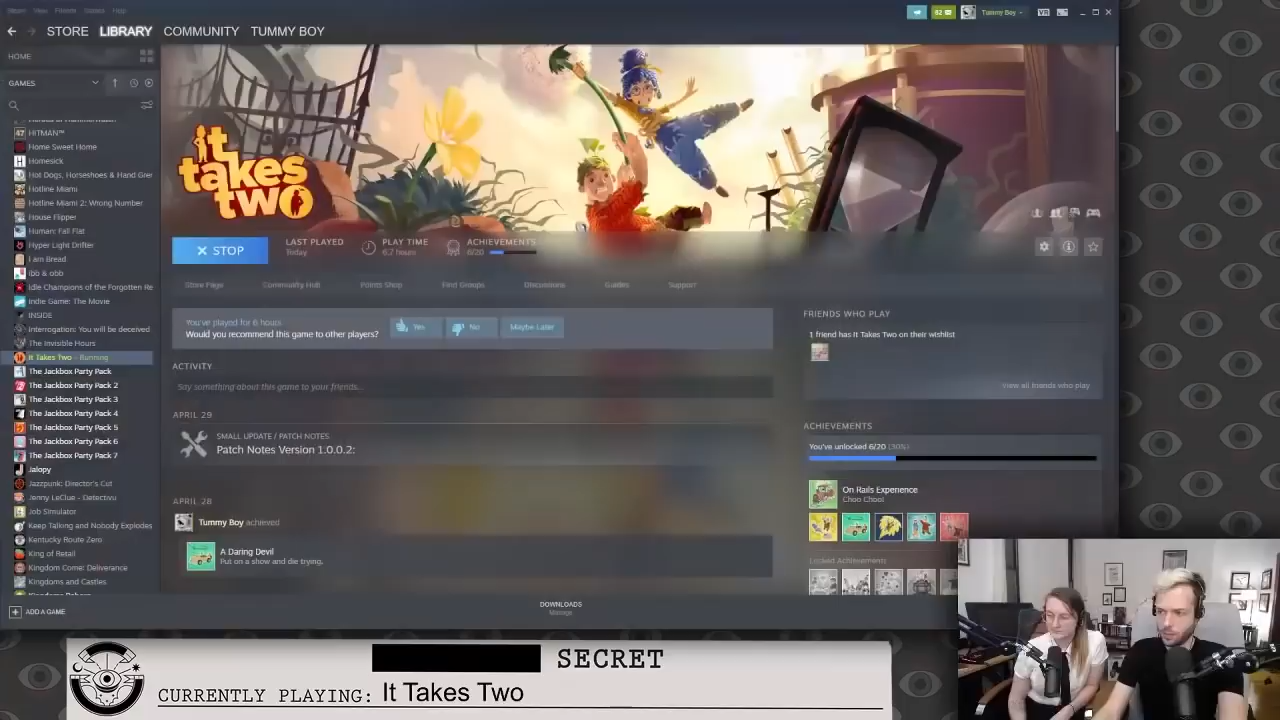 Steam View Friends Games Help
82
Tummy Boy
VR
STORE LIBRARY COMMUNITY TUMMY BOY
HOME
GAMES
HITMAN™
Home Sweet Home
Homesick
Hot Dogs, Horseshoes & Hand Gre
Hotline Miami
Hotline Miami 2: Wrong Number
House Flipper
Human: Fall Flat
Hyper Light Drifter
I am Bread
ibb & obb
Idle Champions of the Forgotten Re
Indie Game: The Movie
INSIDE
Interrogation: You will be deceived
The Invisible Hours
It Takes Two - Running
The Jackbox Party Pack
The Jackbox Party Pack 2
The Jackbox Party Pack 3
The Jackbox Party Pack 4
The Jackbox Party Pack 5
The Jackbox Party Pack 6
The Jackbox Party Pack 7
Jalopy
Jazzpunk: Director's Cut
Jenny LeClue - Detectivu
Job Simulator
Keep Talking and Nobody Explodes
Kentucky Route Zero
King of Retail
Kingdom Come: Deliverance
Kingdoms and Castles
ADD A GAME
it
takes
two
STOP
LAST PLAYED
Today
PLAY TIME
6.7 hours
ACHIEVEMENTS
6/20
Store Page Community Hub Points Shop Find Groups Discussions Guides Support
You've played for 6 hours
Would you recommend this game to other players?
Yes No Maybe Later
ACTIVITY
Say something about this game to your friends...
APRIL 29
SMALL UPDATE / PATCH NOTES
Patch Notes Version 1.0.0.2:
APRIL 28
Tummy Boy achieved
A Daring Devil
Put on a show and die trying.
FRIENDS WHO PLAY
1 friend has It Takes Two on their wishlist
View all friends who play
ACHIEVEMENTS
You've unlocked 6/20 (30%)
On Rails Experience
Choo Choo!
Locked Achievements
DOWNLOADS
Manage
SECRET
CURRENTLY PLAYING: It Takes Two